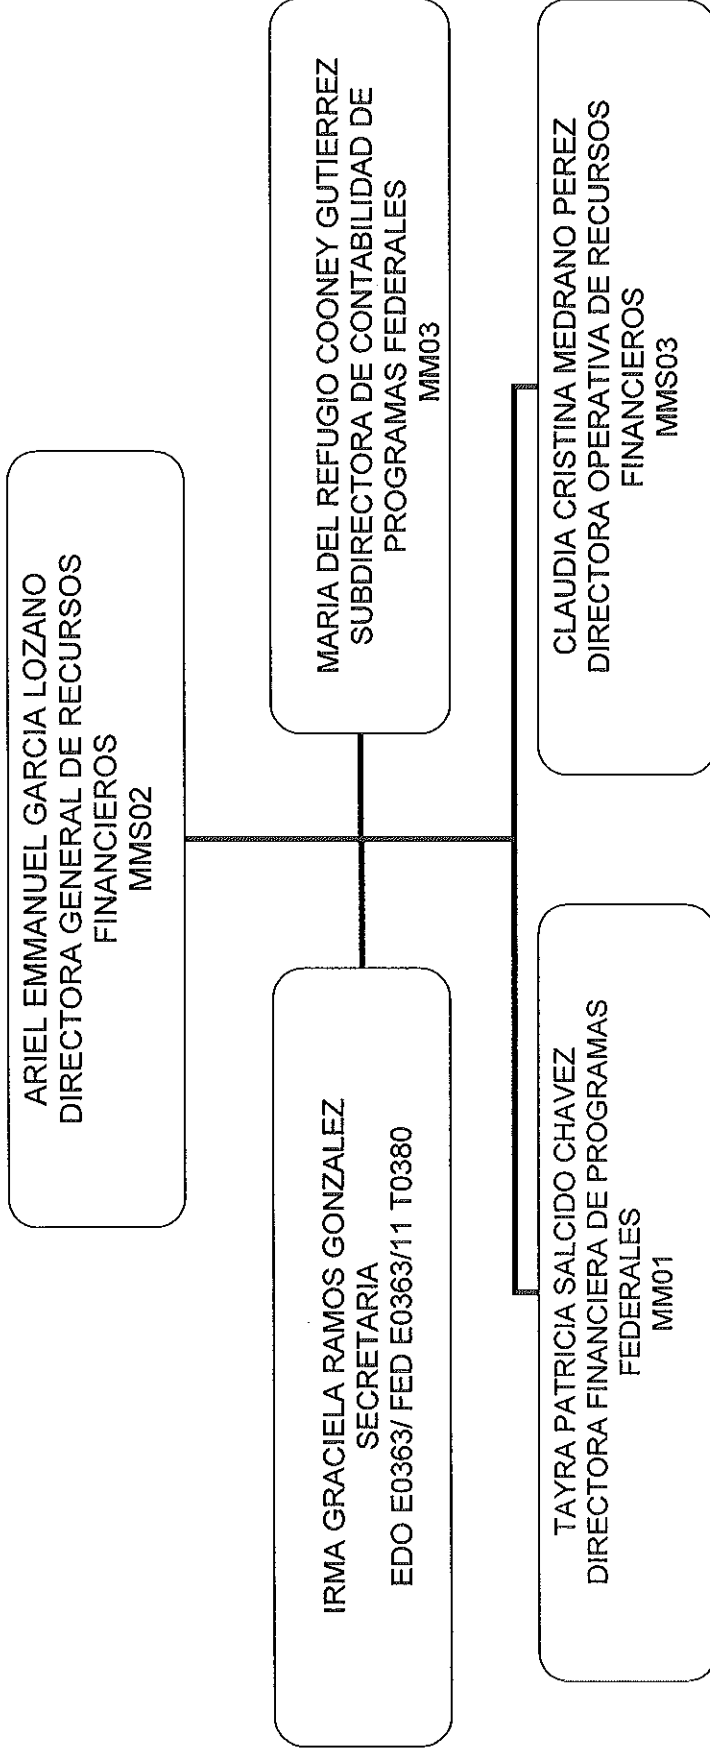 ARIEL EMMANUEL GARCIA LOZANO
DIRECTORA GENERAL DE RECURSOS
FINANCIEROS
MMS02
IRMA GRACIELA RAMOS GONZALEZ
SECRETARIA
EDO E0363/ FED E0363/11 T0380
MARIA DEL REFUGIO COONEY GUTIERREZ
SUBDIRECTORA DE CONTABILIDAD DE
PROGRAMAS FEDERALES
MM03
TAYRA PATRICIA SALCIDO CHAVEZ
DIRECTORA FINANCIERA DE PROGRAMAS
FEDERALES
MM01
CLAUDIA CRISTINA MEDRANO PEREZ
DIRECTORA OPERATIVA DE RECURSOS
FINANCIEROS
MMS03